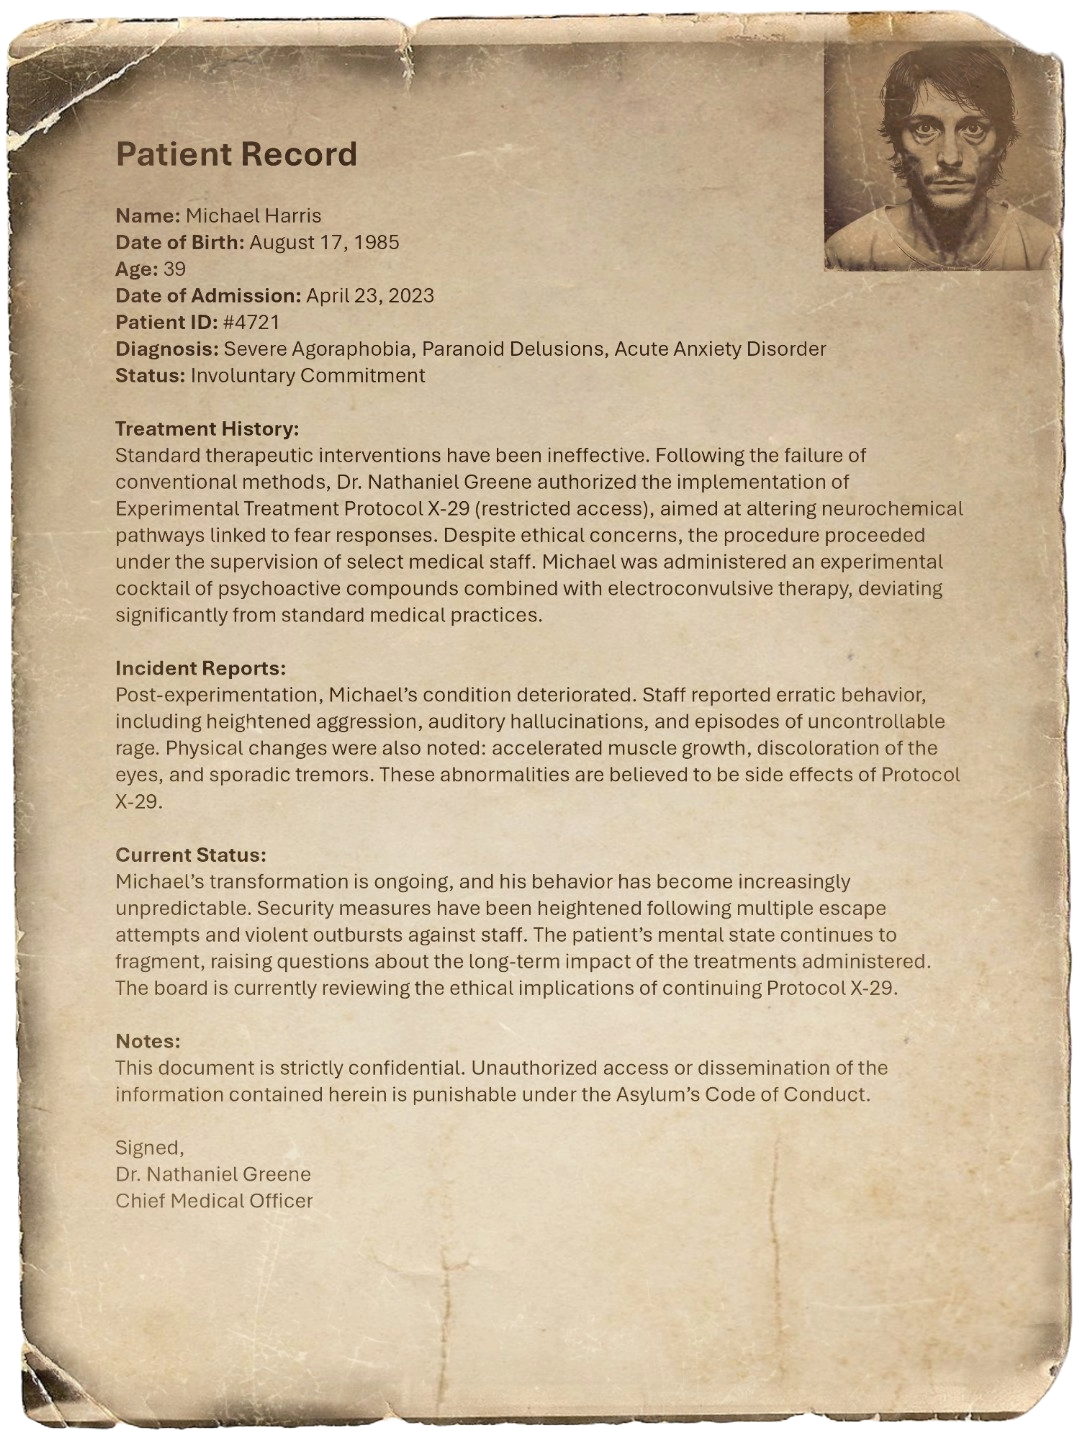 Patient Record
Name: Michael Harris
Date of Birth: August 17, 1985
Age: 39
Date of Admission: April 23, 2023
Patient ID: #4721
Diagnosis: Severe Agoraphobia, Paranoid Delusions, Acute Anxiety Disorder
Status: Involuntary Commitment
Treatment History:
Standard therapeutic interventions have been ineffective. Following the failure of
conventional methods, Dr. Nathaniel Greene authorized the implementation of
Experimental Treatment Protocol X-29 (restricted access), aimed at altering neurochemical
pathways linked to fear responses. Despite ethical concerns, the procedure proceeded
under the supervision of select medical staff. Michael was administered an experimental
cocktail of psychoactive compounds combined with electroconvulsive therapy, deviating
significantly from standard medical practices.
Incident Reports:
Post-experimentation, Michael’s condition deteriorated. Staff reported erratic behavior,
including heightened aggression, auditory hallucinations, and episodes of uncontrollable
rage. Physical changes were also noted: accelerated muscle growth, discoloration of the
eyes, and sporadic tremors. These abnormalities are believed to be side effects of Protocol
X-29.
Current Status:
Michael’s transformation is ongoing, and his behavior has become increasingly
unpredictable. Security measures have been heightened following multiple escape
attempts and violent outbursts against staff. The patient’s mental state continues to
fragment, raising questions about the long-term impact of the treatments administered.
The board is currently reviewing the ethical implications of continuing Protocol X-29.
Notes:
This document is strictly confidential. Unauthorized access or dissemination of the
information contained herein is punishable under the Asylum’s Code of Conduct.
Signed,
Dr. Nathaniel Greene
Chief Medical Officer